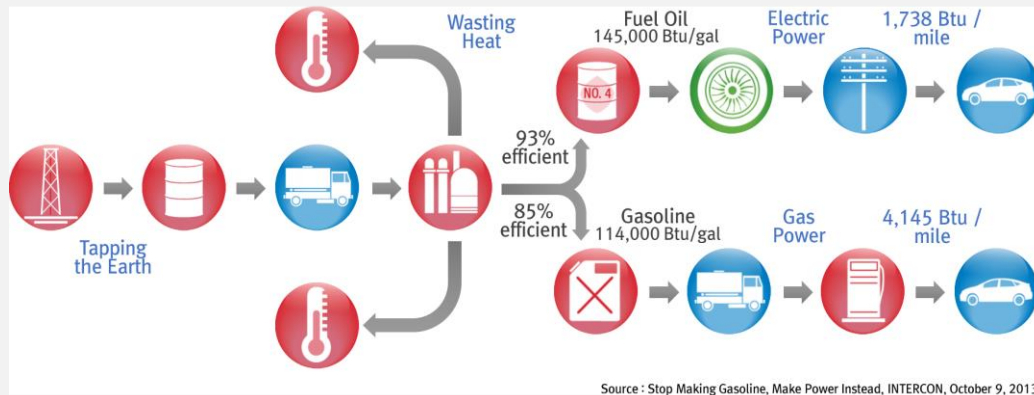 Wasting
Heat
Fuel Oil
145,000 Btu/gal
Electric
Power
1,738 Btu /
mile
NO. 4
93%
efficient
85%
efficient
Tapping
the Earth
Gasoline
114,000 Btu/gal
Gas
Power
4,145 Btu /
mile
Source : Stop Making Gasoline, Make Power Instead, INTERCON, October 9, 2013